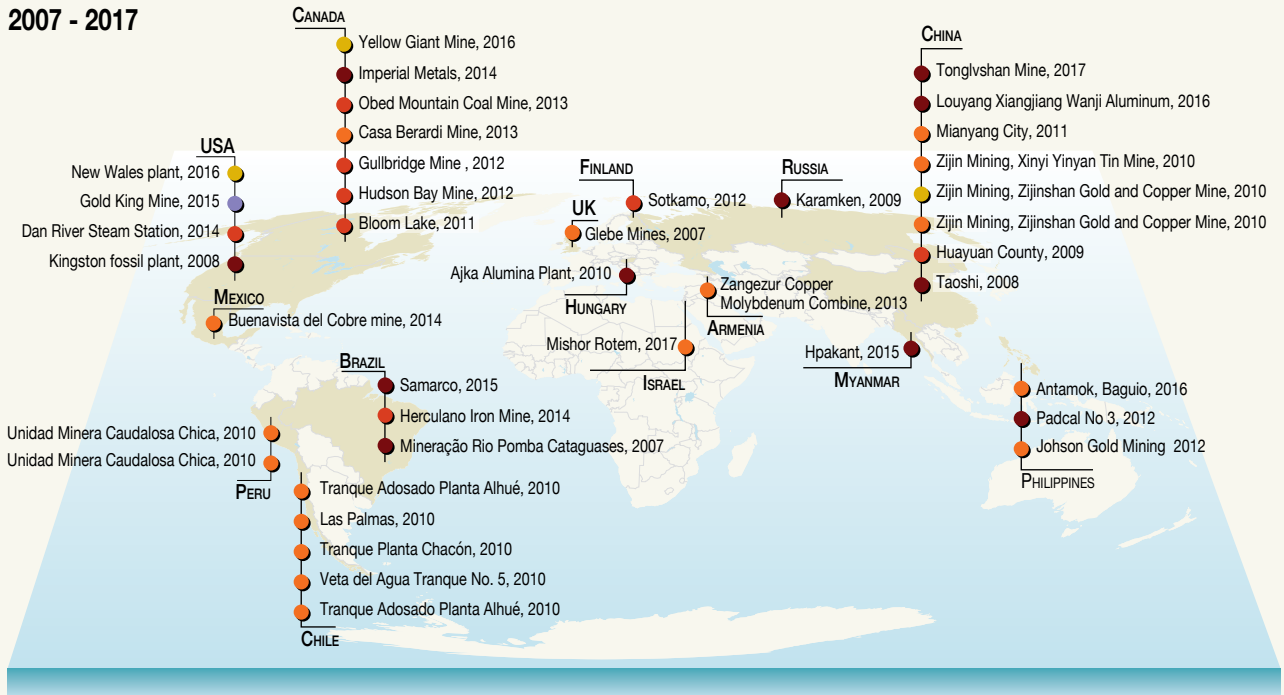 2007 - 2017
CANADA
Yellow Giant Mine, 2016
Imperial Metals, 2014
Obed Mountain Coal Mine, 2013
Casa Berardi Mine, 2013
Gullbridge Mine , 2012
Hudson Bay Mine, 2012
Bloom Lake, 2011
USA
New Wales plant, 2016
Gold King Mine, 2015
Dan River Steam Station, 2014
Kingston fossil plant, 2008
MEXICO
Buenavista del Cobre mine, 2014
BRAZIL
Samarco, 2015
Herculano Iron Mine, 2014
Mineração Rio Pomba Cataguases, 2007
Unidad Minera Caudalosa Chica, 2010
Unidad Minera Caudalosa Chica, 2010
PERU
Tranque Adosado Planta Alhué, 2010
Las Palmas, 2010
Tranque Planta Chacón, 2010
Veta del Agua Tranque No. 5, 2010
Tranque Adosado Planta Alhué, 2010
CHILE
FINLAND
Sotkamo, 2012
UK
Glebe Mines, 2007
Ajka Alumina Plant, 2010
HUNGARY
RUSSIA
Karamken, 2009
Zangezur Copper
Molybdenum Combine, 2013
ARMENIA
Mishor Rotem, 2017
ISRAEL
CHINA
Tonglvshan Mine, 2017
Louyang Xiangjiang Wanji Aluminum, 2016
Mianyang City, 2011
Zijin Mining, Xinyi Yinyan Tin Mine, 2010
Zijin Mining, Zijinshan Gold and Copper Mine, 2010
Zijin Mining, Zijinshan Gold and Copper Mine, 2010
Huayuan County, 2009
Taoshi, 2008
Hpakant, 2015
MYANMAR
Antamok, Baguio, 2016
Padcal No 3, 2012
Johson Gold Mining 2012
PHILIPPINES